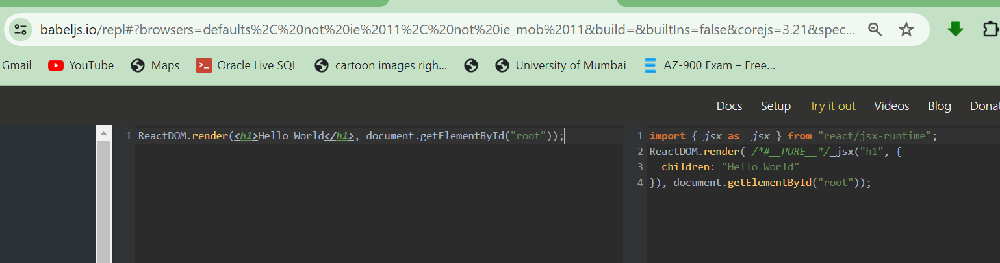 babeljs.io/repl#?browsers=defaults%2C%20not%20ie%2011%2C%20not%20ie_mob%2011&build=&builtIns=false&corejs=3.21&spec...
Gmail YouTube Maps Oracle Live SQL cartoon images righ... University of Mumbai AZ-900 Exam – Free...
Docs Setup Try it out Videos Blog Donat
1 ReactDOM.render(<h1>Hello World</h1>, document.getElementById("root"));
1 import { jsx as _jsx } from "react/jsx-runtime";
2 ReactDOM.render( /*#__PURE__*/_jsx("h1", {
3 children: "Hello World"
4 }), document.getElementById("root"));